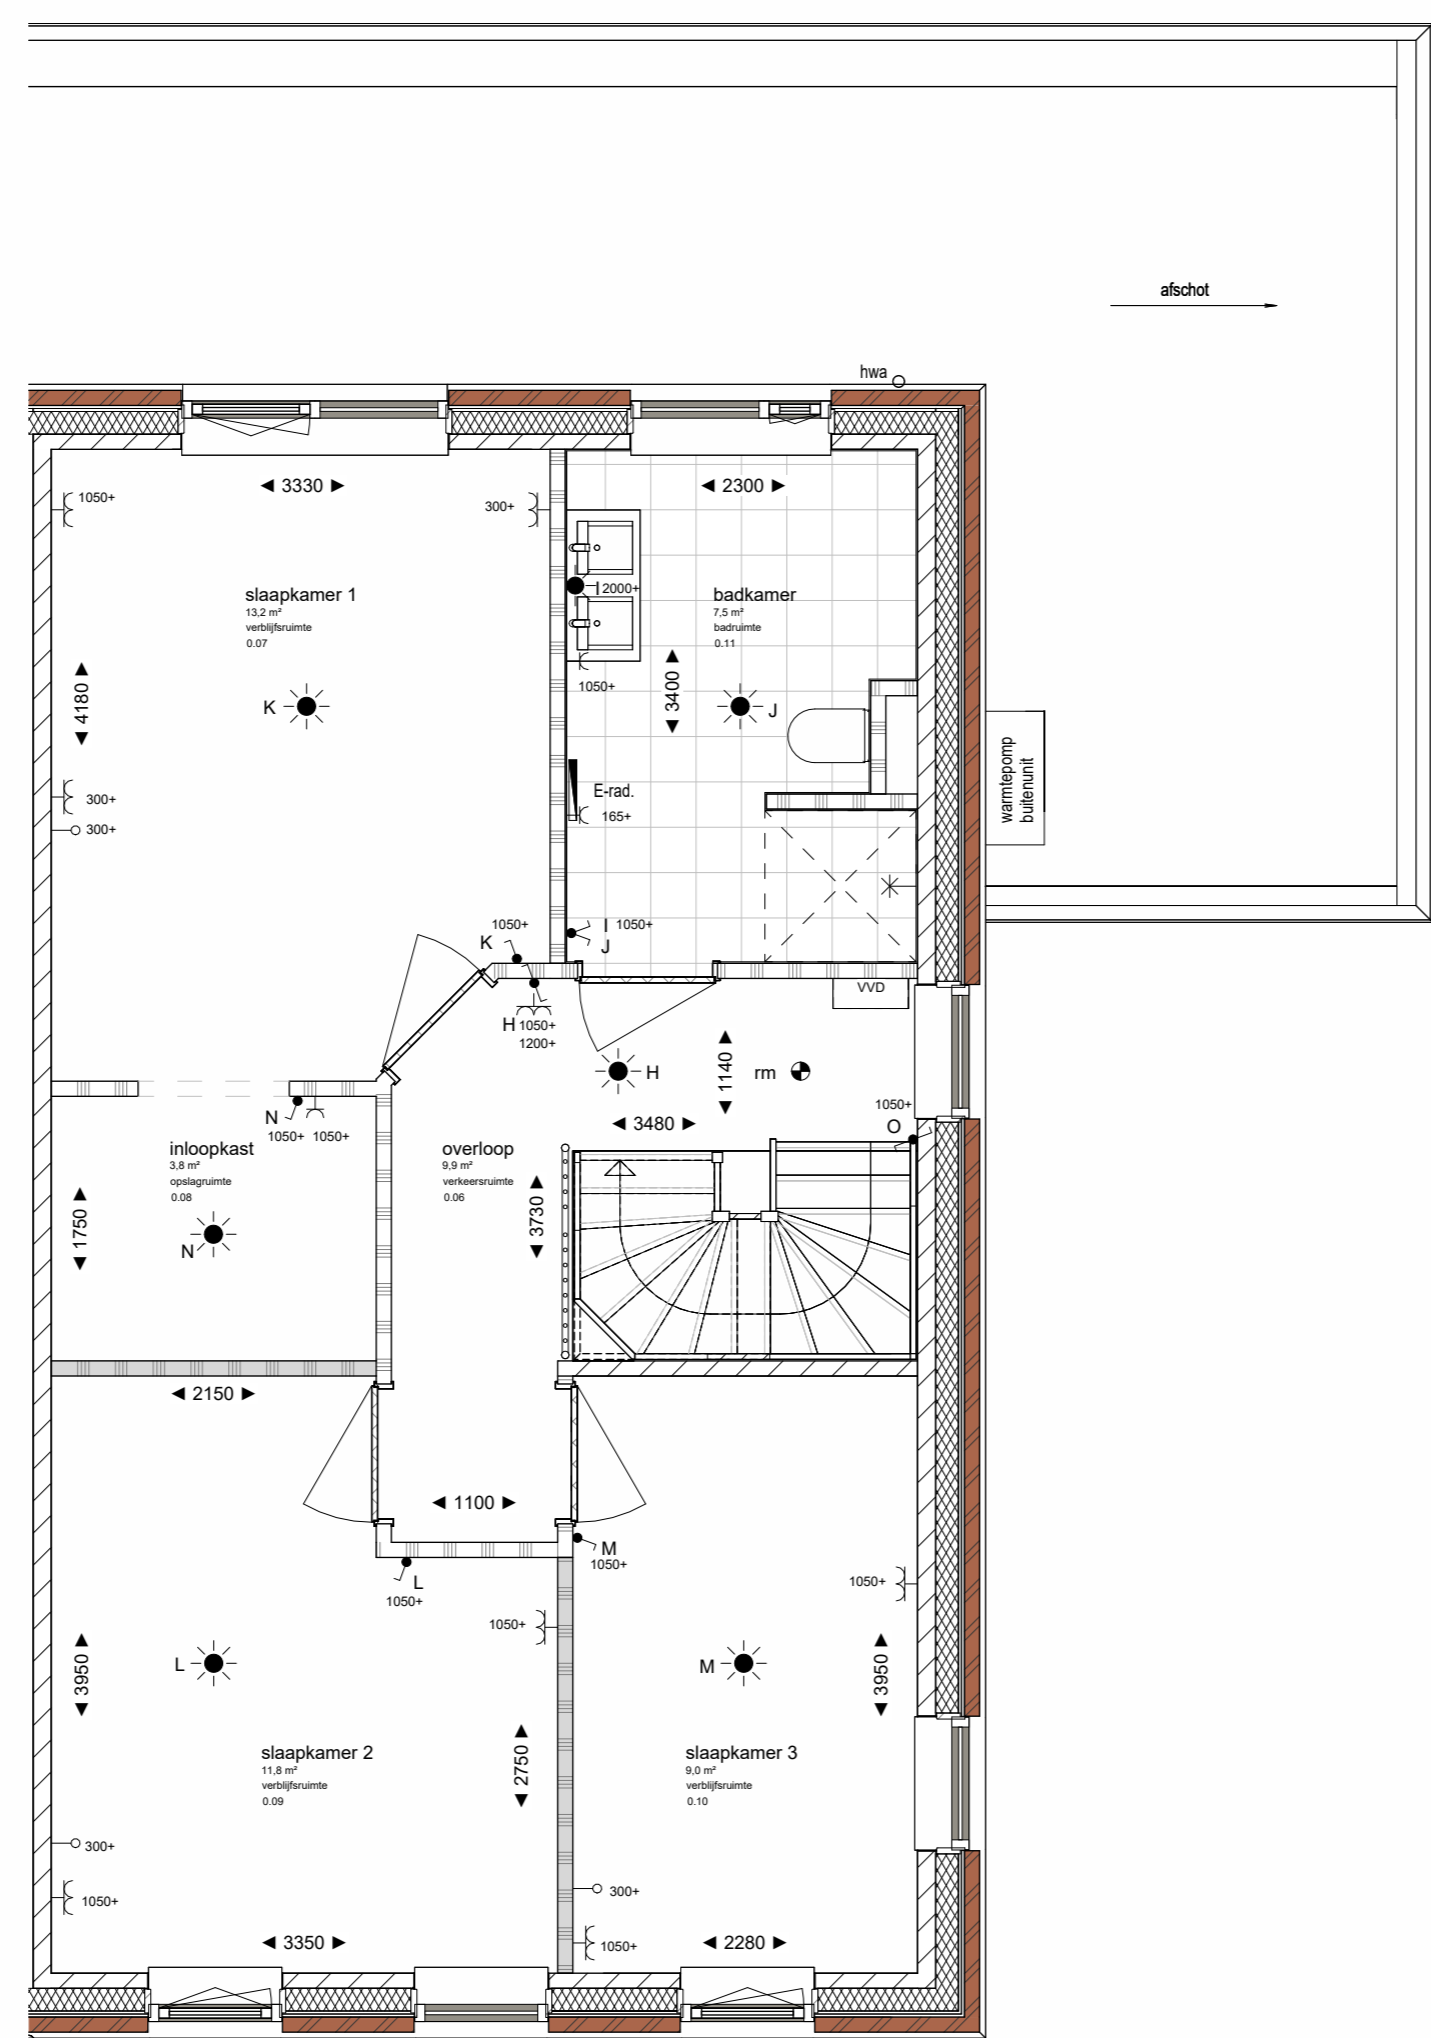 afschot
hwa
3330
2300
1050+
300+
slaapkamer 1
13,2 m²
verblijfsruimte
0.07
I 2000+
badkamer
7,5 m²
badruimte
0.11
1050+
4180
K
3400
J
warmtepomp
buitenunit
300+
300+
E-rad.
165+
1050+
K
I 1050+
J
VVD
H 1050+
1200+
H
1140
rm
3480
1050+
O
N
1050+
1050+
inloopkast
3,8 m²
opslagruimte
0.08
overloop
9,9 m²
verkeersruimte
0.06
1750
3730
N
2150
1100
M
1050+
L
1050+
1050+
1050+
3950
L
M
3950
slaapkamer 2
11,8 m²
verblijfsruimte
0.09
2750
slaapkamer 3
9,0 m²
verblijfsruimte
0.10
300+
1050+
300+
1050+
3350
2280